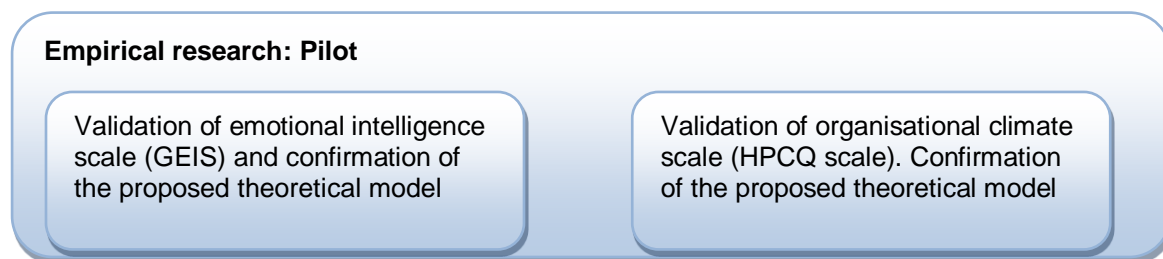 Empirical research: Pilot
Validation of emotional intelligence
scale (GEIS) and confirmation of
the proposed theoretical model
Validation of organisational climate
scale (HPCQ scale). Confirmation
of the proposed theoretical model